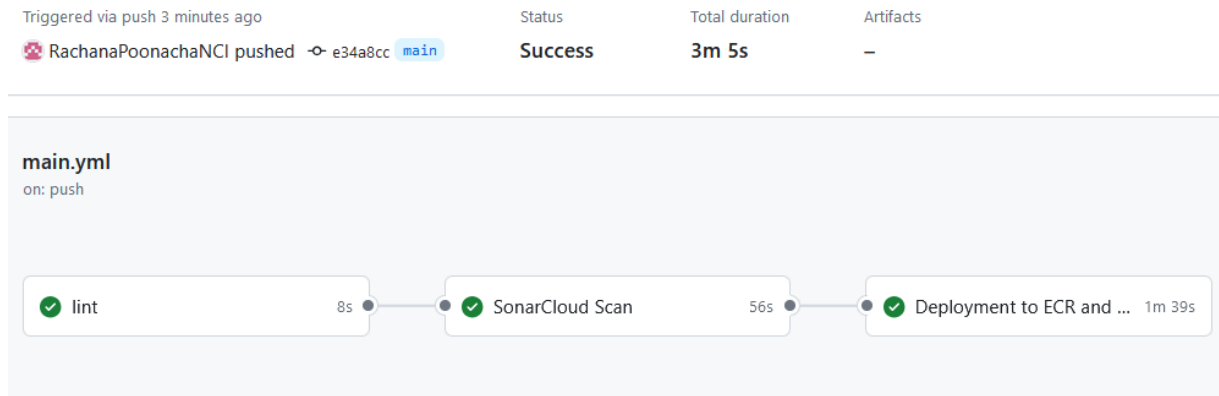 Triggered via push 3 minutes ago
Status
Total duration
Artifacts
RachanaPoonachaNCI pushed e34a8cc main
Success
3m 5s
–
main.yml
on: push
lint 8s
SonarCloud Scan 56s
Deployment to ECR and ... 1m 39s